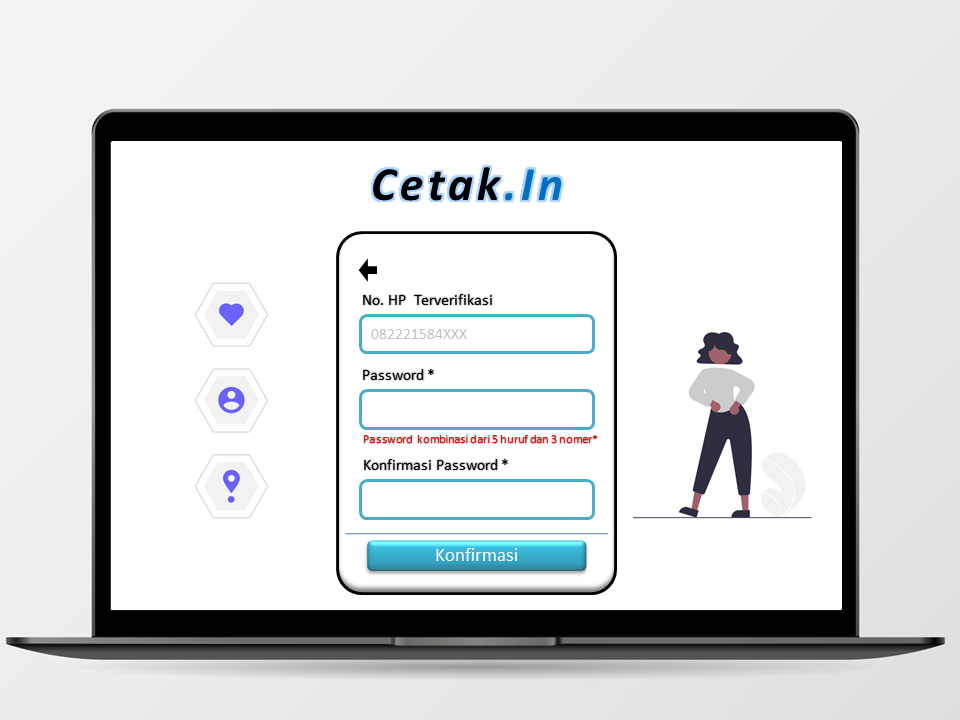 Cetak.In
No. HP Terverifikasi
082221584XXX
Password *
Password kombinasi dari 5 huruf dan 3 nomer*
Konfirmasi Password *
Konfirmasi